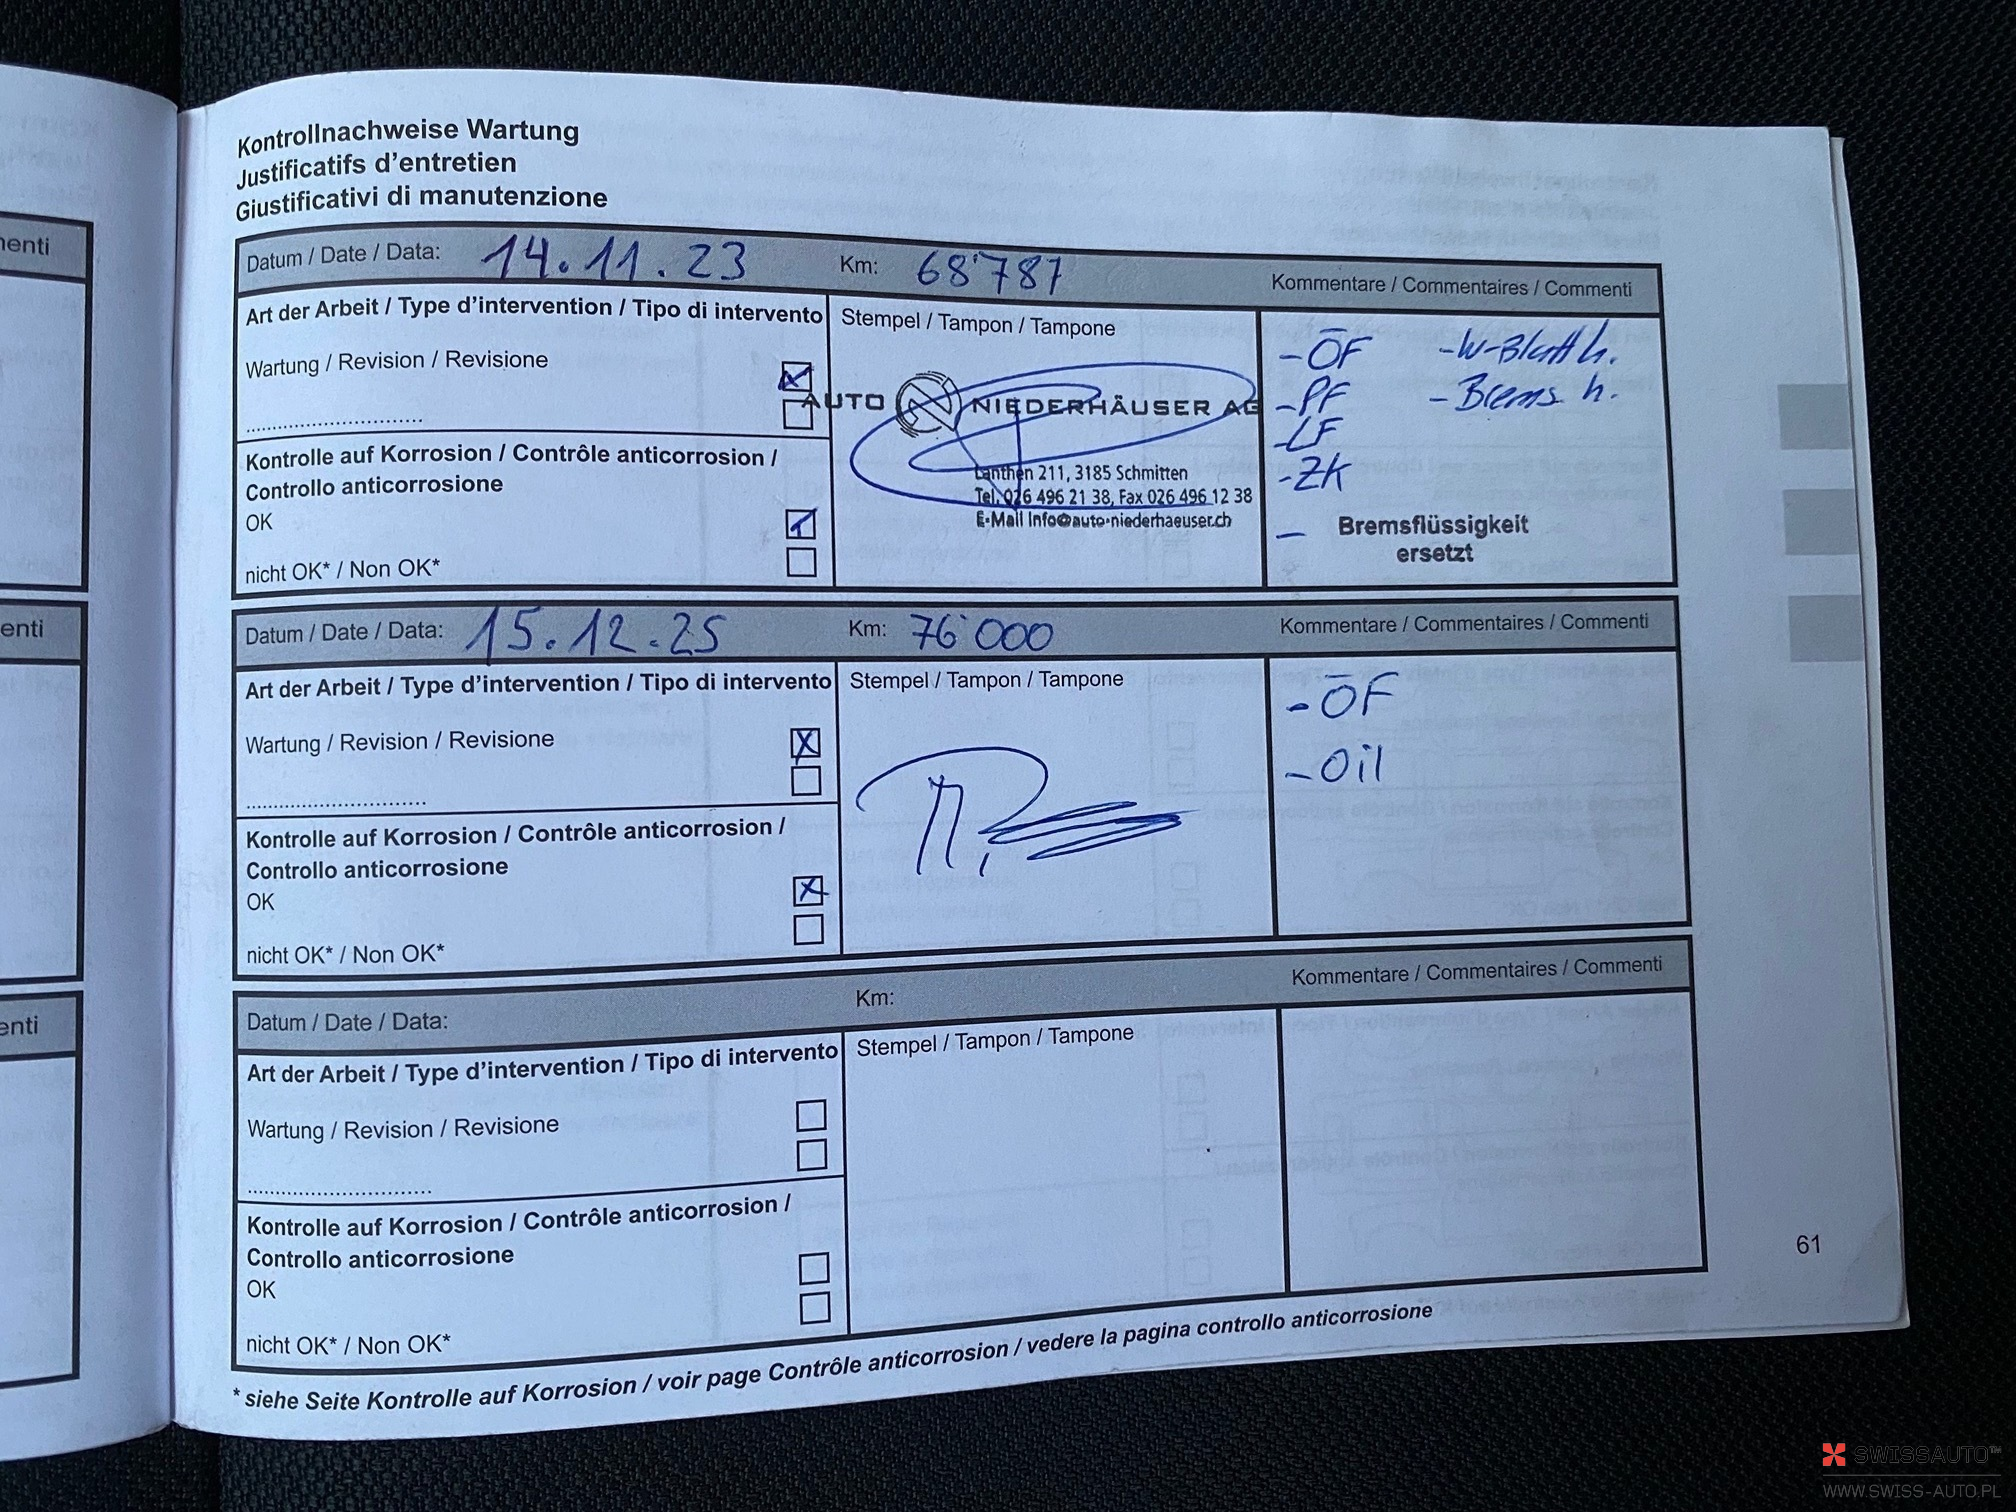 Kontrollnachweise Wartung
Justificatifs d'entretien
Giustificativi di manutenzione
Datum / Date / Data: 14.11.23 Km: 68'787 Kommentare / Commentaires / Commenti
Art der Arbeit / Type d'intervention / Tipo di intervento
Wartung / Revision / Revisione
Kontrolle auf Korrosion / Contrôle anticorrosion /
Controllo anticorrosione
OK
nicht OK* / Non OK*
Stempel / Tampon / Tampone
AUTO NIEDERHÄUSER AG
Lanthen 211, 3185 Schmitten
Tel. 026 496 21 38, Fax 026 496 12 38
E-Mail Info@auto-niederhaeuser.ch
- ÖF - W-Blatt h.
- PF - Brems. h.
- LF
- ZK
- Bremsflüssigkeit
ersetzt
Datum / Date / Data: 15.12.25 Km: 76'000 Kommentare / Commentaires / Commenti
Art der Arbeit / Type d'intervention / Tipo di intervento
Wartung / Revision / Revisione
Kontrolle auf Korrosion / Contrôle anticorrosion /
Controllo anticorrosione
OK
nicht OK* / Non OK*
Stempel / Tampon / Tampone
- ÖF
- Oil
Datum / Date / Data: Km: Kommentare / Commentaires / Commenti
Art der Arbeit / Type d'intervention / Tipo di intervento
Wartung / Revision / Revisione
Kontrolle auf Korrosion / Contrôle anticorrosion /
Controllo anticorrosione
OK
nicht OK* / Non OK*
Stempel / Tampon / Tampone
* siehe Seite Kontrolle auf Korrosion / voir page Contrôle anticorrosion / vedere la pagina controllo anticorrosione
61
enti
enti
enti
SWISSAUTO™
WWW.SWISS-AUTO.PL